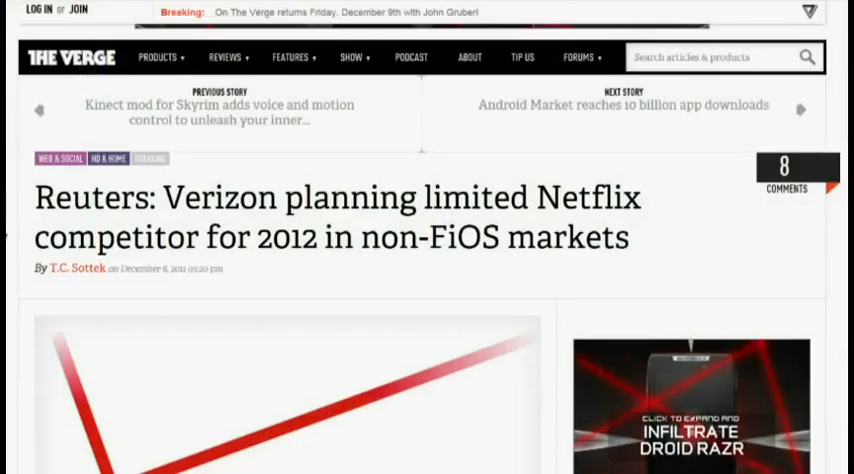 LOG IN or JOIN
Breaking: On The Verge returns Friday, December 9th with John Gruber!
THE VERGE PRODUCTS REVIEWS FEATURES SHOW PODCAST ABOUT TIP US FORUMS Search articles & products
PREVIOUS STORY
Kinect mod for Skyrim adds voice and motion
control to unleash your inner...
NEXT STORY
Android Market reaches 10 billion app downloads
WEB & SOCIAL HD & HOME BREAKING
8
COMMENTS
Reuters: Verizon planning limited Netflix
competitor for 2012 in non-FiOS markets
By T.C. Sottek on December 6, 2011 01:20 pm
CLICK TO EXPAND AND
INFILTRATE
DROID RAZR